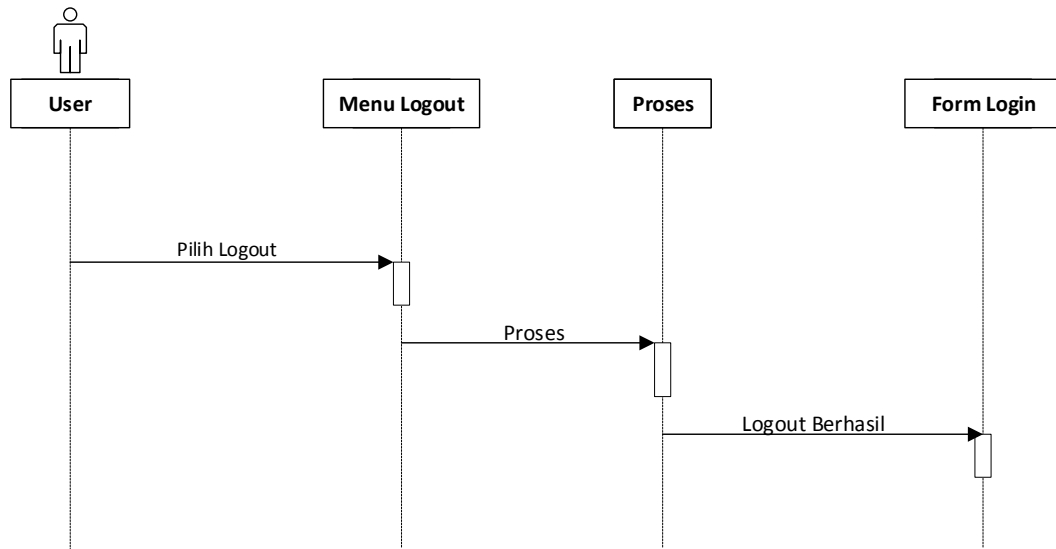 User
Menu Logout
Proses
Form Login
Pilih Logout
Proses
Logout Berhasil